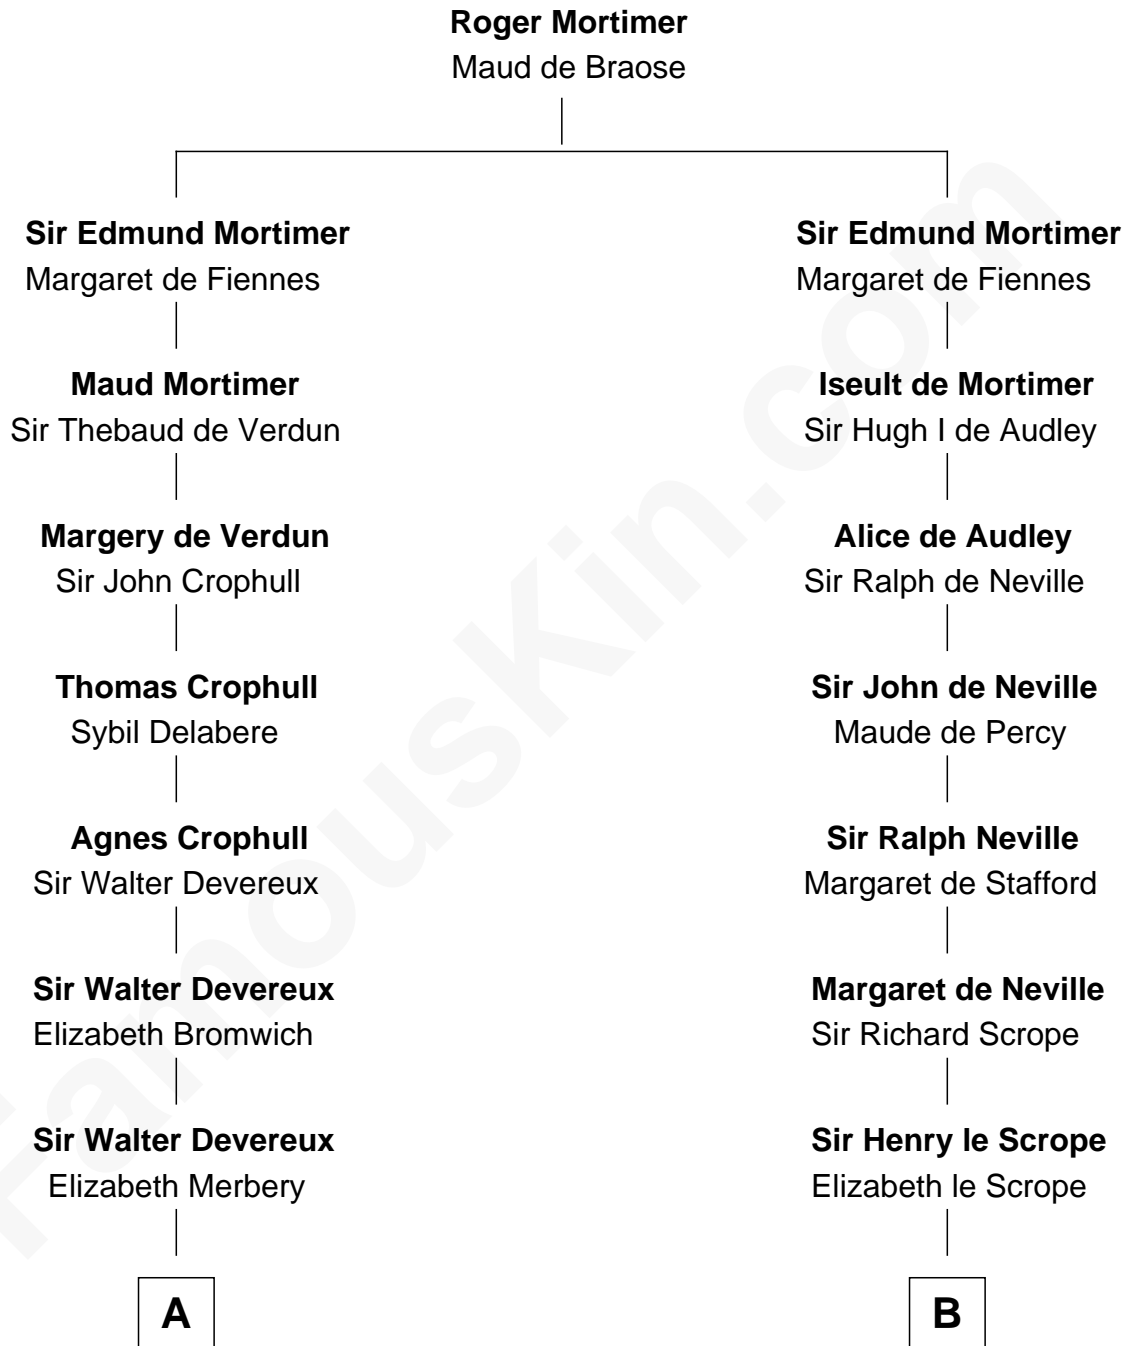 Roger Mortimer
Maud de Braose
Sir Edmund Mortimer
Margaret de Fiennes
Maud Mortimer
Sir Thebaud de Verdun
Margery de Verdun
Sir John Crophull
Thomas Crophull
Sybil Delabere
Agnes Crophull
Sir Walter Devereux
Sir Walter Devereux
Elizabeth Bromwich
Sir Walter Devereux
Elizabeth Merbery
A
Sir Edmund Mortimer
Margaret de Fiennes
Iseult de Mortimer
Sir Hugh I de Audley
Alice de Audley
Sir Ralph de Neville
Sir John de Neville
Maude de Percy
Sir Ralph Neville
Margaret de Stafford
Margaret de Neville
Sir Richard Scrope
Sir Henry le Scrope
Elizabeth le Scrope
B
FamousKin.com